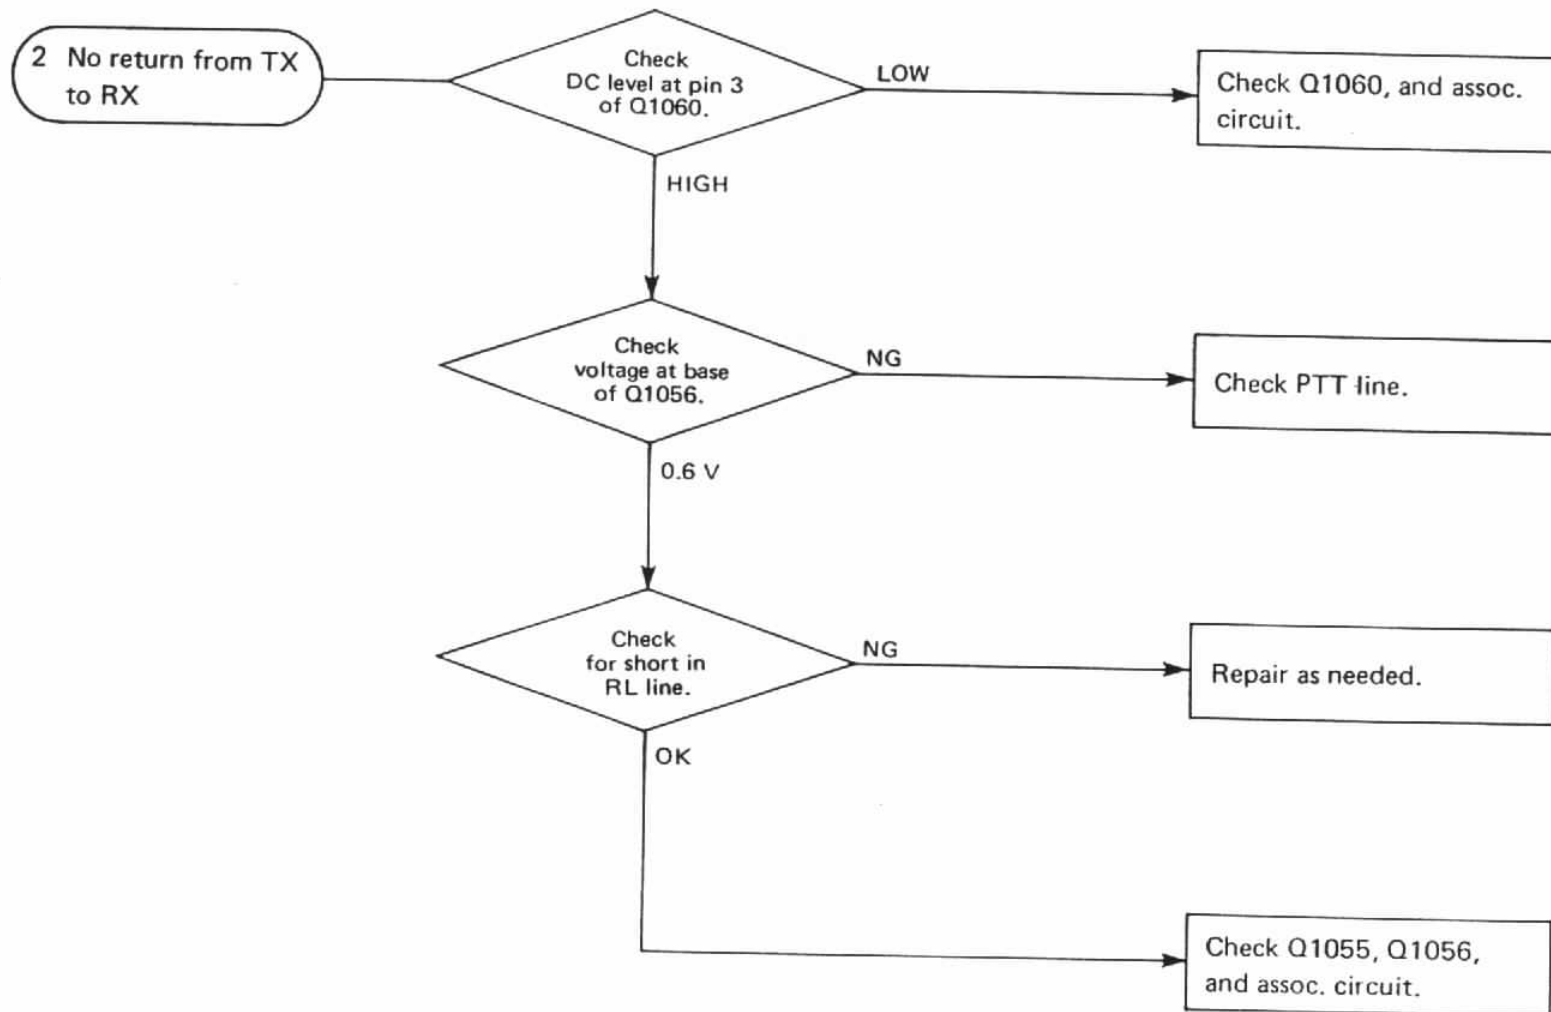 2 No return from TX
to RX
Check
DC level at pin 3
of Q1060.
LOW
Check Q1060, and assoc.
circuit.
HIGH
Check
voltage at base
of Q1056.
NG
Check PTT line.
0.6 V
Check
for short in
RL line.
NG
Repair as needed.
OK
Check Q1055, Q1056,
and assoc. circuit.